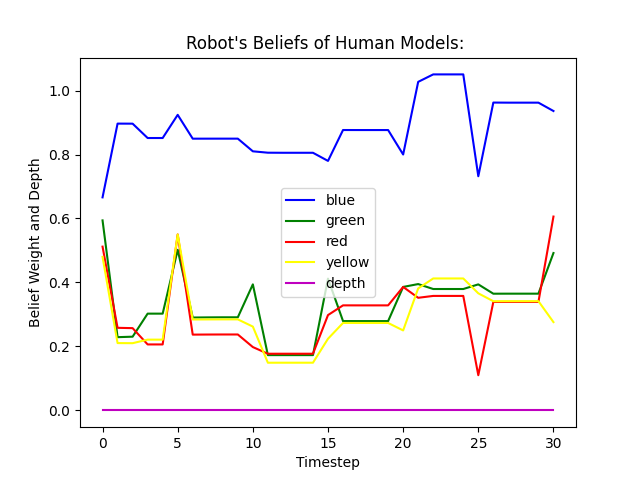 Robot's Beliefs of Human Models:
Belief Weight and Depth
1.0
0.8
0.6
0.4
0.2
0.0
blue
green
red
yellow
depth
0 5 10 15 20 25 30
Timestep